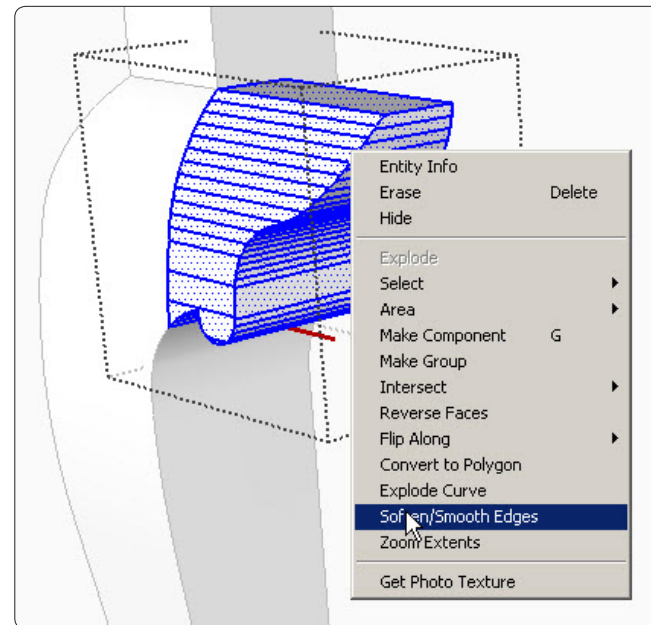 Entity Info
Erase Delete
Hide
Explode
Select
Area
Make Component G
Make Group
Intersect
Reverse Faces
Flip Along
Convert to Polygon
Explode Curve
Soften/Smooth Edges
Zoom Extents
Get Photo Texture